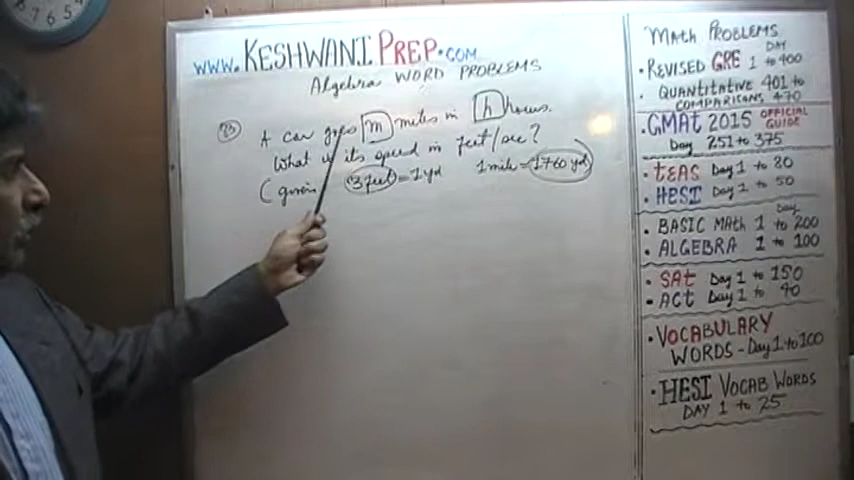 www.KESHWANIPREP.COM
Algebra WORD PROBLEMS
A car goes m miles in h hours.
What is its speed in feet/sec?
(given 3 feet = 1 yd 1 mile = 1760 yd)
Math PROBLEMS
DAY
• REVISED GRE 1 to 400
• QUANTITATIVE 401 to
COMPARISONS 470
• GMAt 2015 OFFICIAL GUIDE
Day 251 to 375
• tEAS Day 1 to 80
• HESI Day 1 to 50
Day
• BASIC MAth 1 to 200
• ALGEBRA 1 to 100
• SAt Day 1 to 150
• ACt Day 1 to 90
• VOCABULARY
WORDS - Day 1 to 100
• HESI VOCAB WORDS
DAY 1 to 25
7 6 5